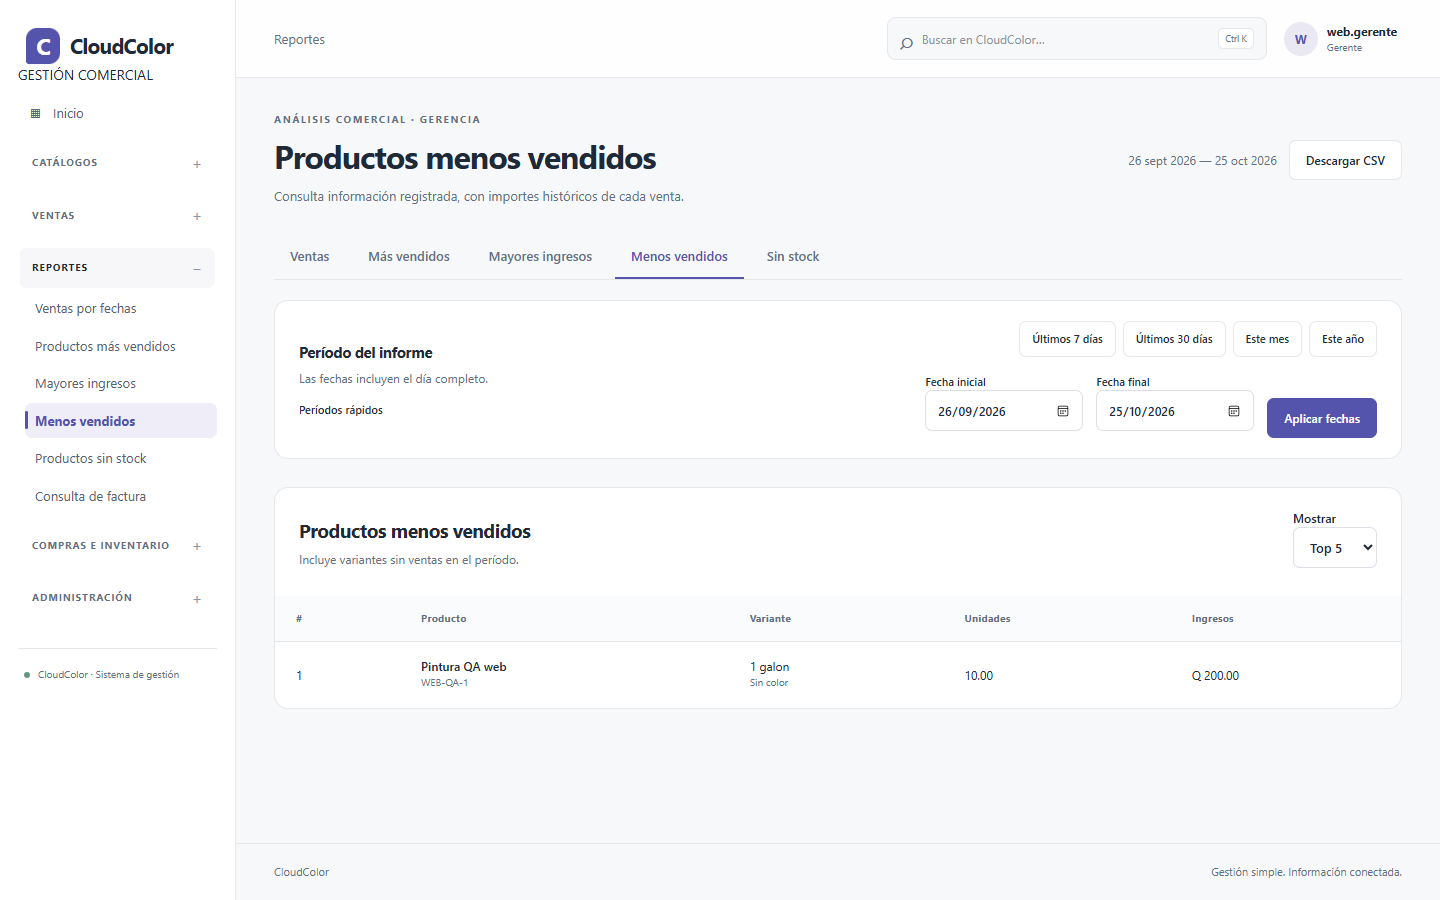 C CloudColor
GESTIÓN COMERCIAL
Inicio
CATÁLOGOS +
VENTAS +
REPORTES −
Ventas por fechas
Productos más vendidos
Mayores ingresos
Menos vendidos
Productos sin stock
Consulta de factura
COMPRAS E INVENTARIO +
ADMINISTRACIÓN +
CloudColor · Sistema de gestión
Reportes
Buscar en CloudColor... Ctrl K
W web.gerente
Gerente
ANÁLISIS COMERCIAL · GERENCIA
Productos menos vendidos
Consulta información registrada, con importes históricos de cada venta.
26 sept 2026 — 25 oct 2026 Descargar CSV
Ventas Más vendidos Mayores ingresos Menos vendidos Sin stock
Período del informe
Las fechas incluyen el día completo.
Períodos rápidos
Últimos 7 días Últimos 30 días Este mes Este año
Fecha inicial Fecha final
26/09/2026 25/10/2026 Aplicar fechas
Productos menos vendidos
Incluye variantes sin ventas en el período.
Mostrar
Top 5
# Producto Variante Unidades Ingresos
1 Pintura QA web 1 galon 10.00 Q 200.00
WEB-QA-1 Sin color
CloudColor Gestión simple. Información conectada.